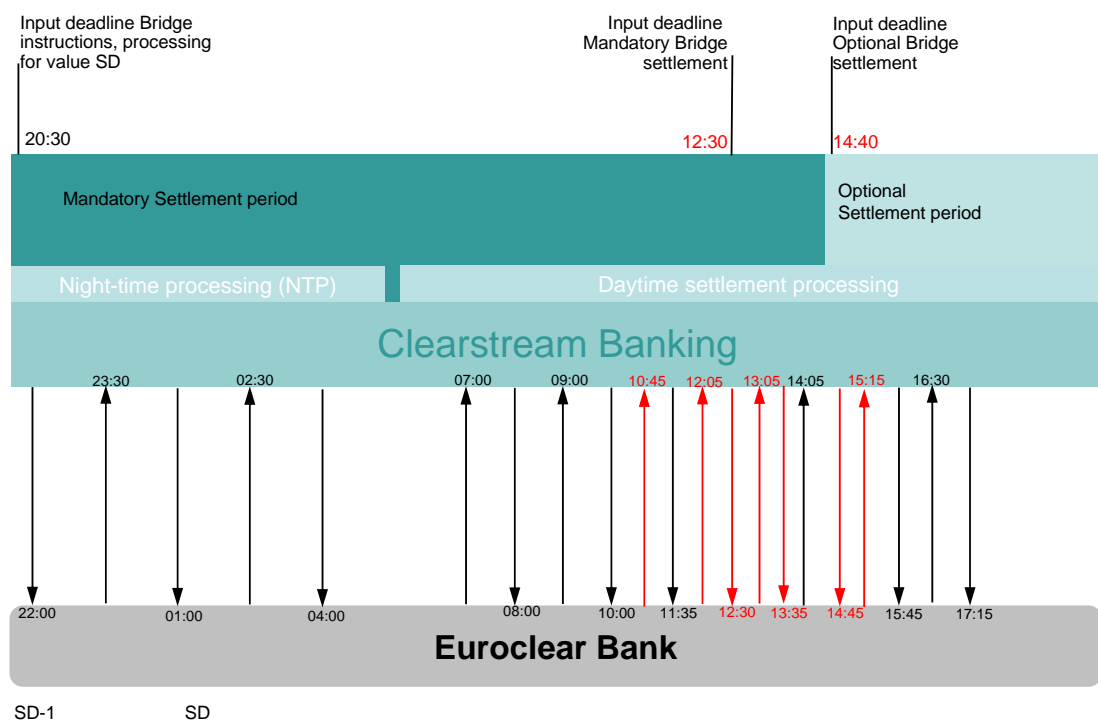 Input deadline Bridge
instructions, processing
for value SD
Input deadline
Mandatory Bridge
settlement
Input deadline
Optional Bridge
settlement
20:30
12:30
14:40
Mandatory Settlement period
Optional
Settlement period
Night-time processing (NTP)
Daytime settlement processing
Clearstream Banking
23:30
02:30
07:00
09:00
10:45
12:05
13:05
14:05
15:15
16:30
22:00
01:00
04:00
08:00
10:00
11:35
12:30
13:35
14:45
15:45
17:15
Euroclear Bank
SD-1
SD